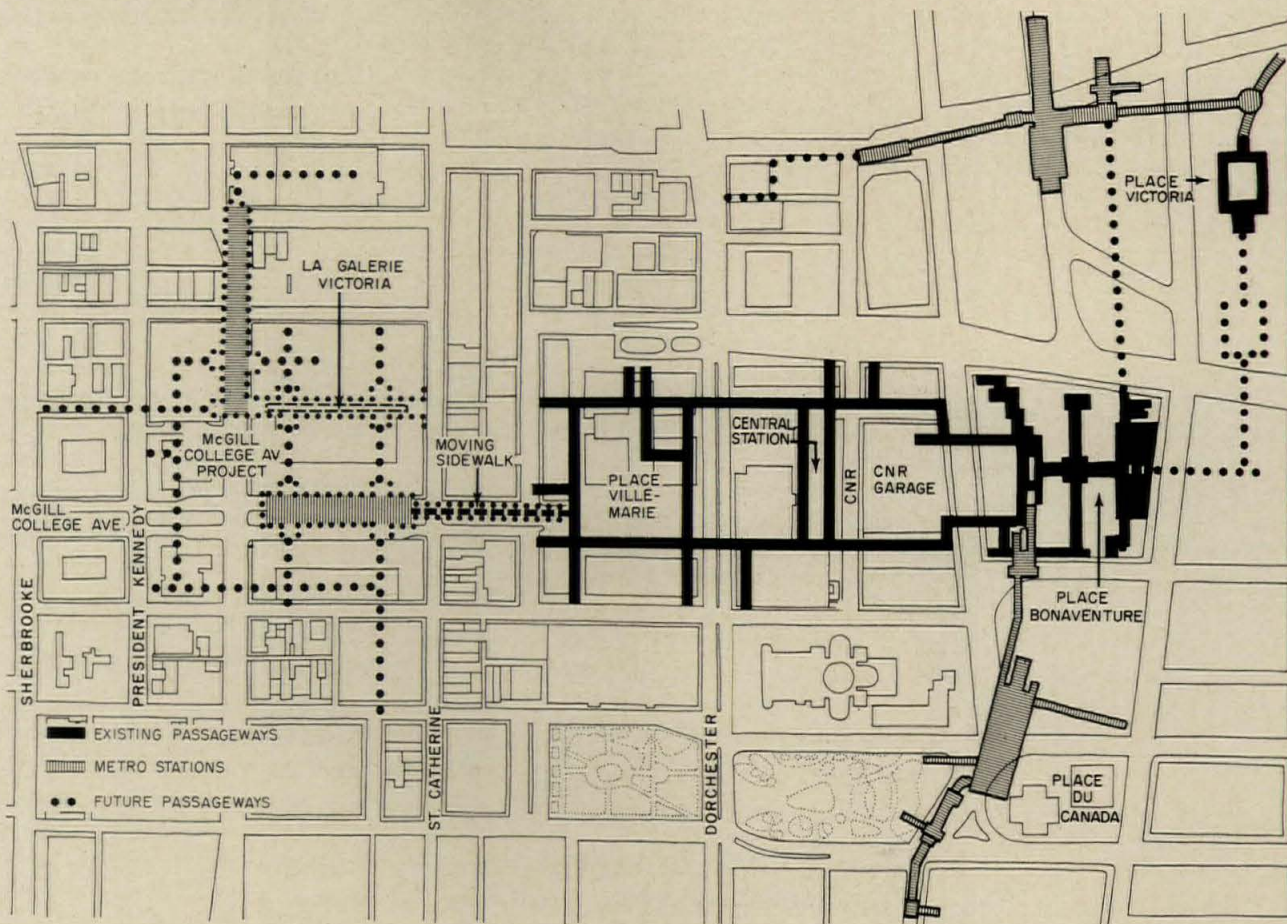 PLACE
VICTORIA
LA GALERIE
VICTORIA
McGILL
COLLEGE AV.
PROJECT
MOVING
SIDEWALK
CENTRAL
STATION
PLACE
VILLE-
MARIE
CNR
CNR
GARAGE
McGILL
COLLEGE AVE.
PLACE
BONAVENTURE
SHERBROOKE
PRESIDENT KENNEDY
ST. CATHERINE
DORCHESTER
PLACE
DU
CANADA
EXISTING PASSAGEWAYS
METRO STATIONS
FUTURE PASSAGEWAYS